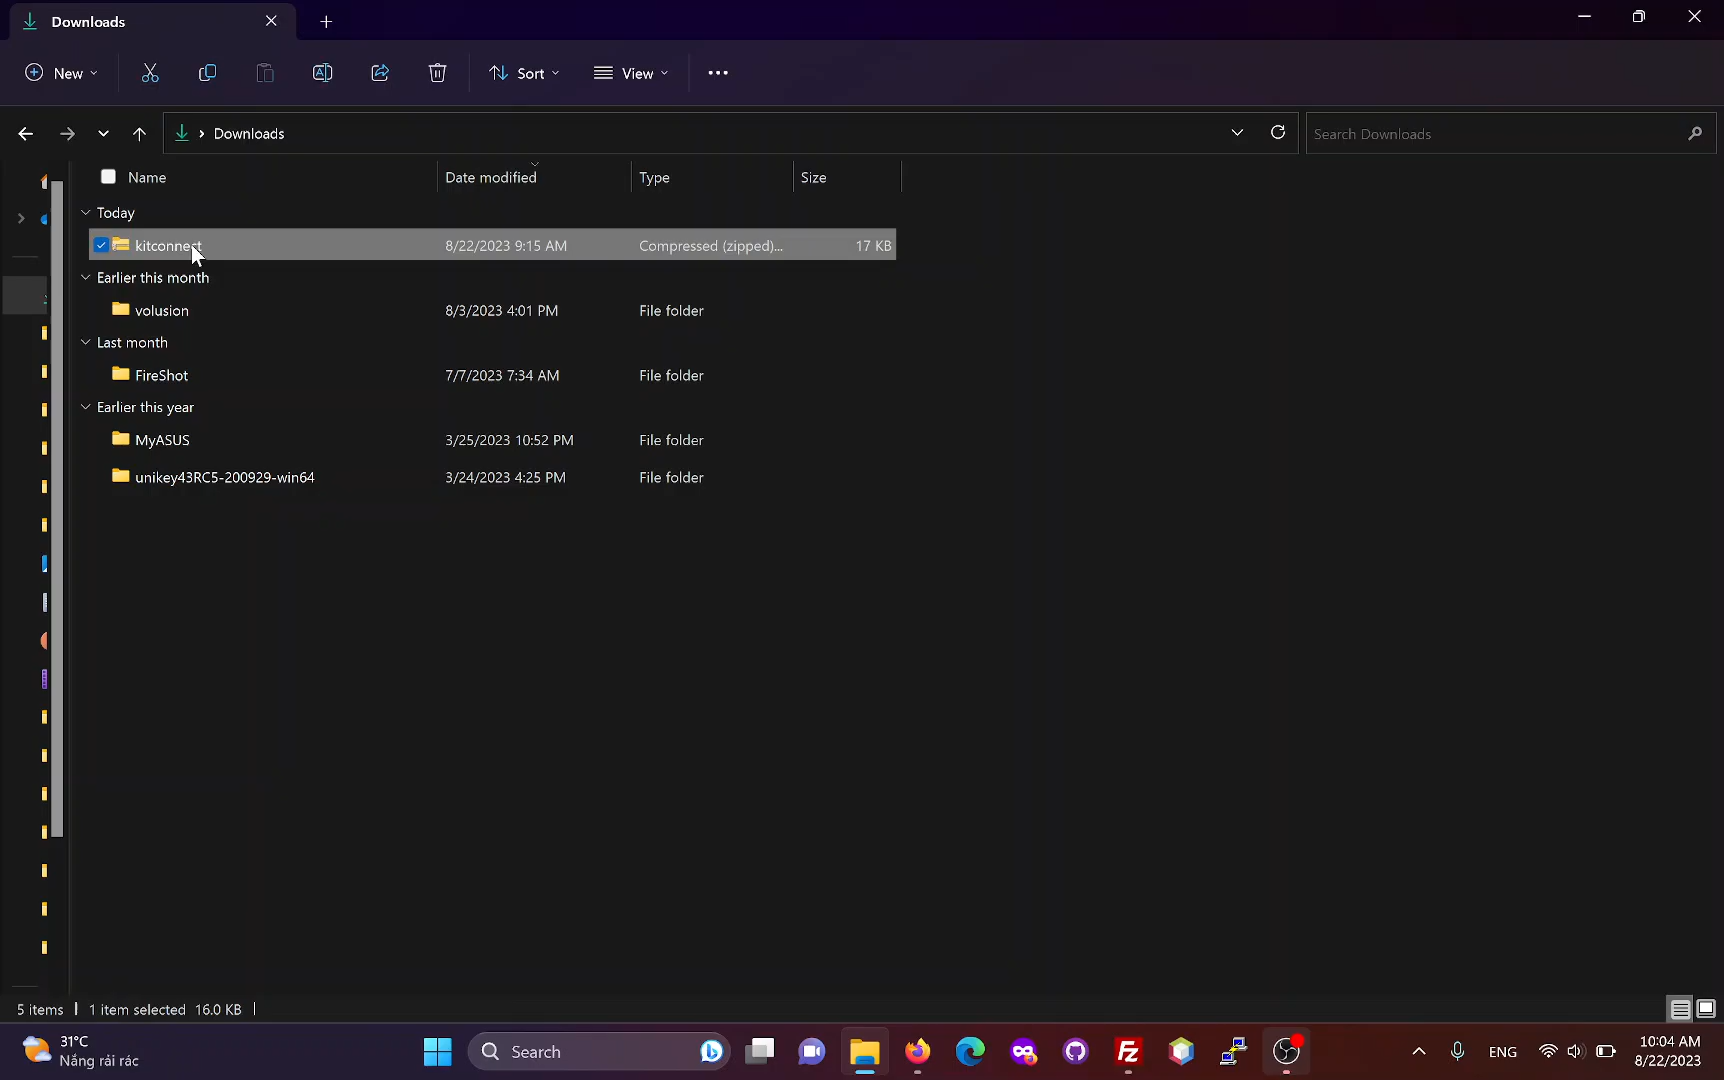 Downloads
New
Sort
View
Downloads
Search Downloads
Name Date modified Type Size
Today
kitconnect 8/22/2023 9:15 AM Compressed (zipped)... 17 KB
Earlier this month
volusion 8/3/2023 4:01 PM File folder
Last month
FireShot 7/7/2023 7:34 AM File folder
Earlier this year
MyASUS 3/25/2023 10:52 PM File folder
unikey43RC5-200929-win64 3/24/2023 4:25 PM File folder
5 items 1 item selected 16.0 KB
31°C
Nắng rải rác
Search
Fz
ENG
10:04 AM
8/22/2023